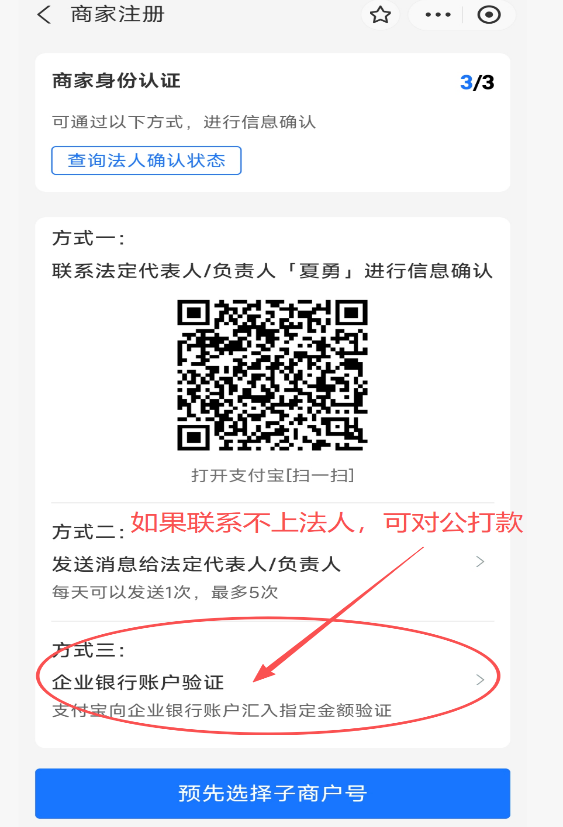 商家注册
商家身份认证
3/3
可通过以下方式，进行信息确认
查询法人确认状态
方式一：
联系法定代表人/负责人「夏勇」进行信息确认
打开支付宝[扫一扫]
如果联系不上法人，可对公打款
方式二：
发送消息给法定代表人/负责人
每天可以发送1次，最多5次
方式三：
企业银行账户验证
支付宝向企业银行账户汇入指定金额验证
预先选择子商户号